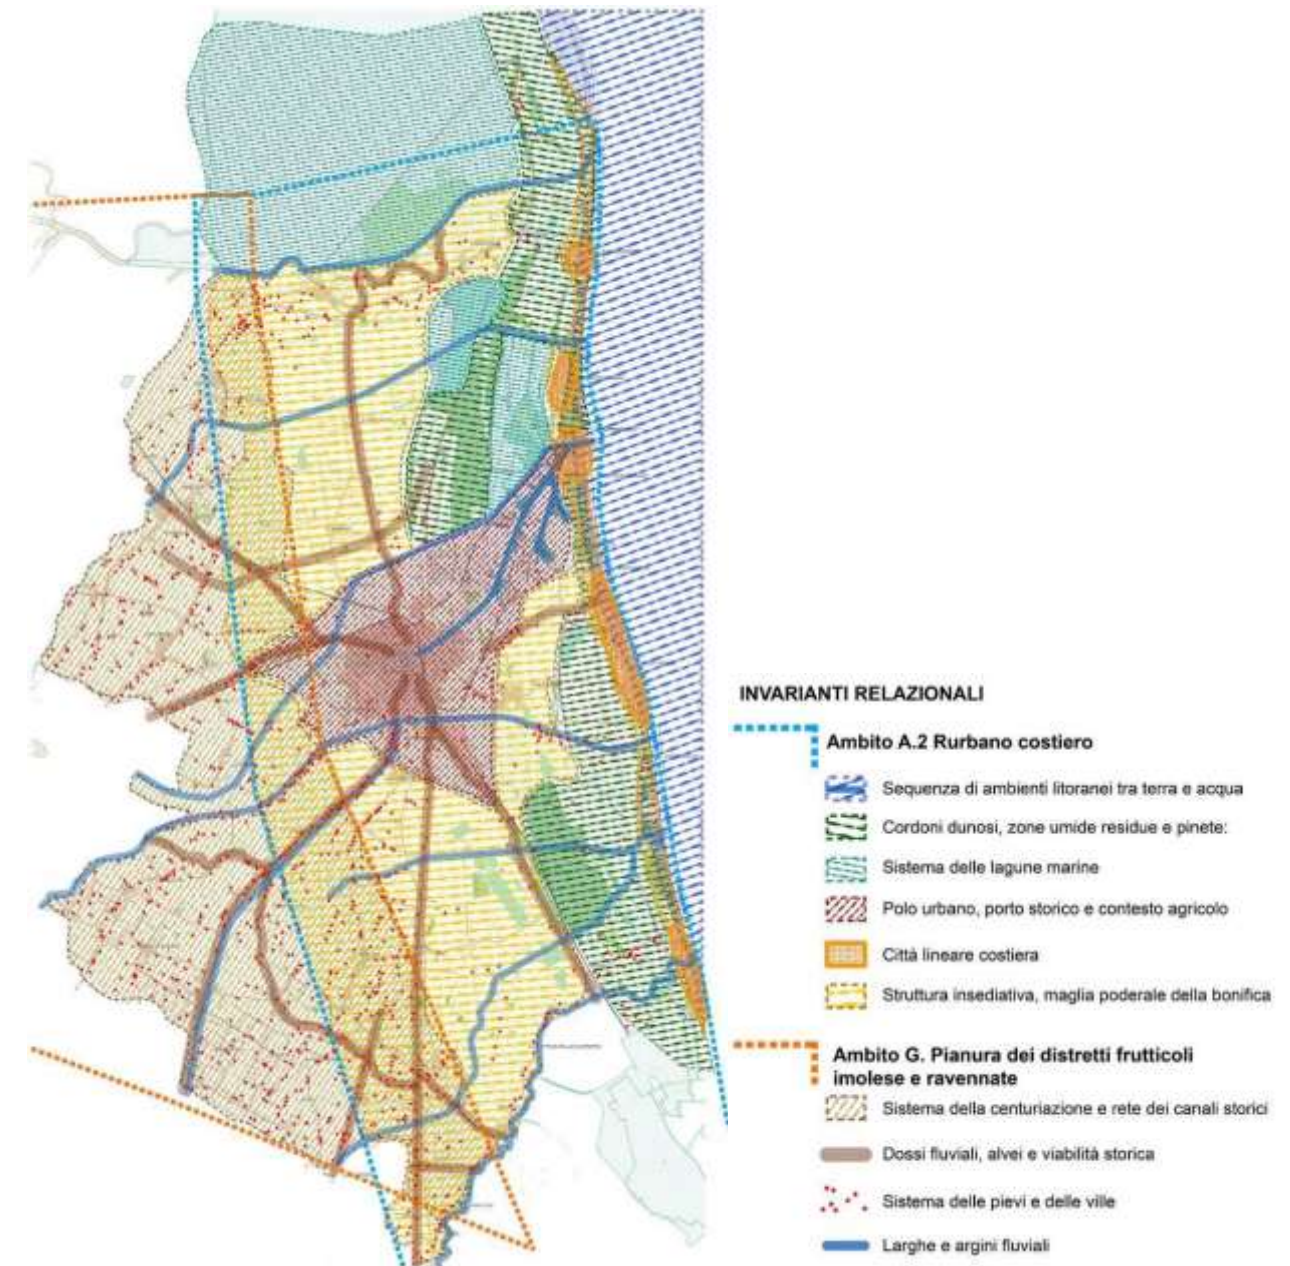 INVARIANTI RELAZIONALI
Ambito A.2 Rurbano costiero
Sequenza di ambienti litoranei tra terra e acqua
Cordoni dunosi, zone umide residue e pinete:
Sistema delle lagune marine
Polo urbano, porto storico e contesto agricolo
Città lineare costiera
Struttura insediativa, maglia poderale della bonifica
Ambito G. Pianura dei distretti frutticoli
imolese e ravennate
Sistema della centuriazione e rete dei canali storici
Dossi fluviali, alvei e viabilità storica
Sistema delle pievi e delle ville
Larghe e argini fluviali